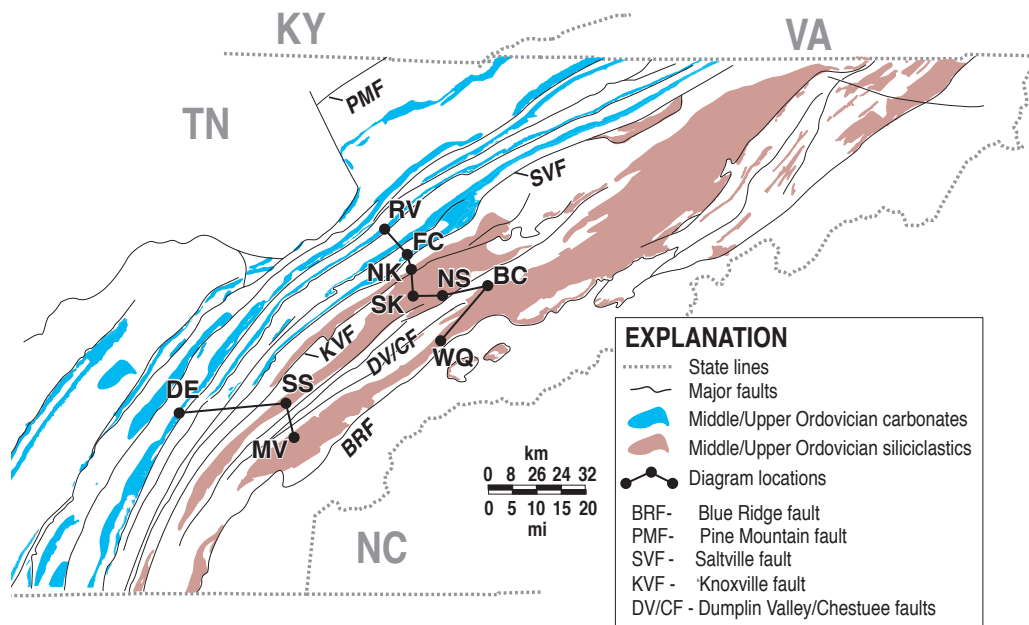 KY
VA
PMF
TN
SVF
RV
FC
NK
NS
BC
SK
KVF
DV/CF
WQ
DE
SS
MV
BRF
NC
km
0 8 26 24 32
0 5 10 15 20
mi
EXPLANATION
State lines
Major faults
Middle/Upper Ordovician carbonates
Middle/Upper Ordovician siliciclastics
Diagram locations
BRF- Blue Ridge fault
PMF- Pine Mountain fault
SVF - Saltville fault
KVF - Knoxville fault
DV/CF - Dumplin Valley/Chestuee faults